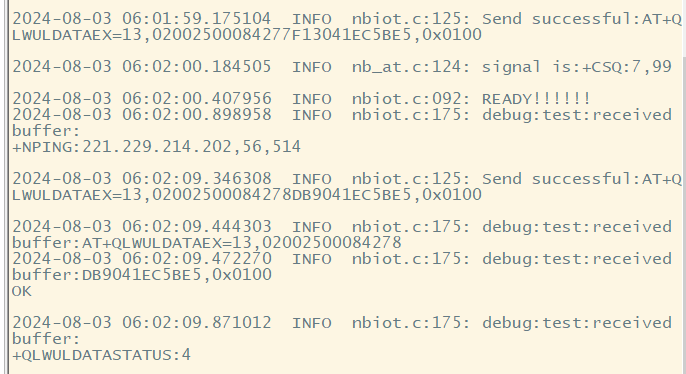 2024-08-03 06:01:59.175104  INFO  nbiot.c:125: Send successful:AT+Q
LWULDATAEX=13,02002500084277F13041EC5BE5,0x0100
2024-08-03 06:02:00.184505  INFO  nb_at.c:124: signal is:+CSQ:7,99
2024-08-03 06:02:00.407956  INFO  nbiot.c:092: READY!!!!!!
2024-08-03 06:02:00.898958  INFO  nbiot.c:175: debug:test:received
buffer:
+NPING:221.229.214.202,56,514
2024-08-03 06:02:09.346308  INFO  nbiot.c:125: Send successful:AT+Q
LWULDATAEX=13,02002500084278DB9041EC5BE5,0x0100
2024-08-03 06:02:09.444303  INFO  nbiot.c:175: debug:test:received
buffer:AT+QLWULDATAEX=13,02002500084278
2024-08-03 06:02:09.472270  INFO  nbiot.c:175: debug:test:received
buffer:DB9041EC5BE5,0x0100
OK
2024-08-03 06:02:09.871012  INFO  nbiot.c:175: debug:test:received
buffer:
+QLWULDATASTATUS:4